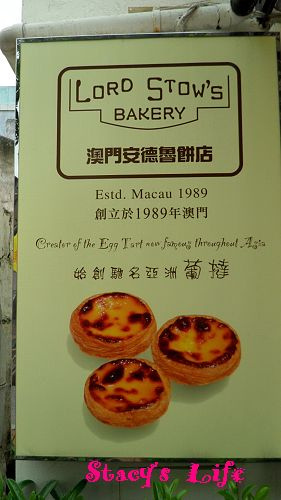 LORD STOW'S
BAKERY
澳門安德魯餅店
Estd. Macau 1989
創立於1989年澳門
Creator of the Egg Tart now famous throughout Asia
始創馳名亞洲葡撻
Stacy's Life